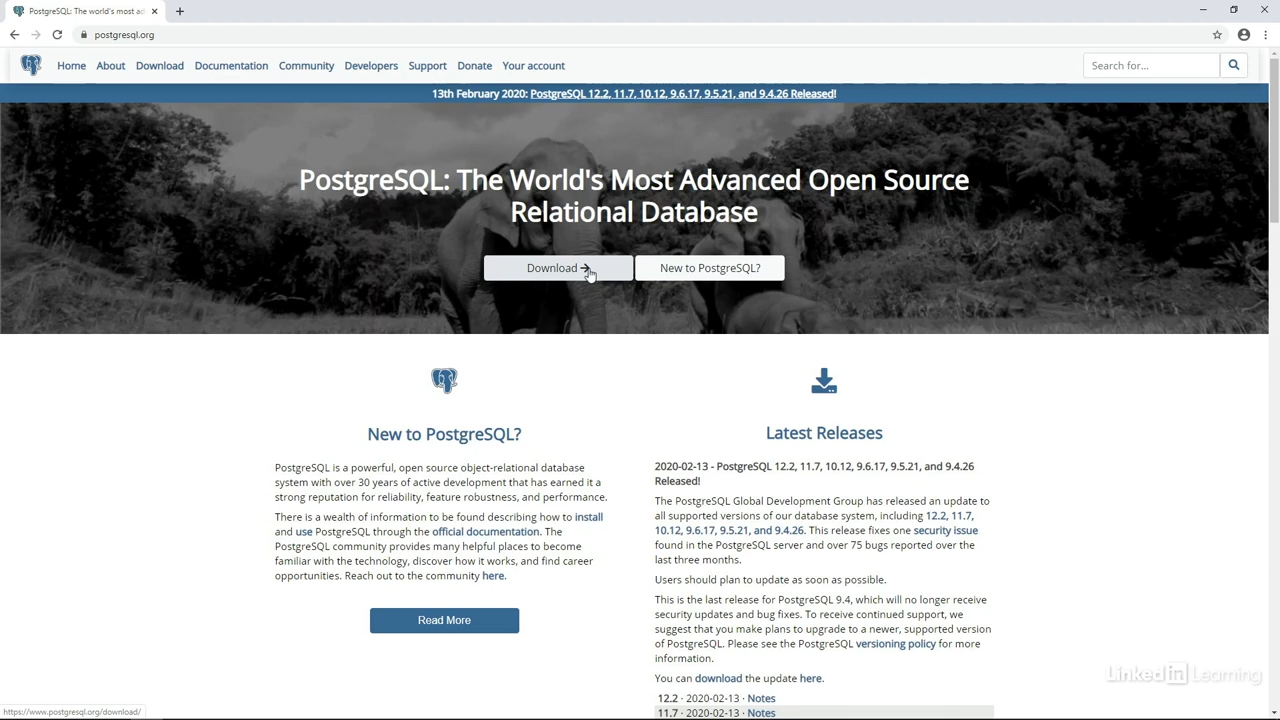 PostgreSQL: The world's most ad
postgresql.org
Home About Download Documentation Community Developers Support Donate Your account
Search for...
13th February 2020: PostgreSQL 12.2, 11.7, 10.12, 9.6.17, 9.5.21, and 9.4.26 Released!
PostgreSQL: The World's Most Advanced Open Source
Relational Database
Download → New to PostgreSQL?
New to PostgreSQL?
PostgreSQL is a powerful, open source object-relational database
system with over 30 years of active development that has earned it a
strong reputation for reliability, feature robustness, and performance.
There is a wealth of information to be found describing how to install
and use PostgreSQL through the official documentation. The
PostgreSQL community provides many helpful places to become
familiar with the technology, discover how it works, and find career
opportunities. Reach out to the community here.
Read More
Latest Releases
2020-02-13 - PostgreSQL 12.2, 11.7, 10.12, 9.6.17, 9.5.21, and 9.4.26
Released!
The PostgreSQL Global Development Group has released an update to
all supported versions of our database system, including 12.2, 11.7,
10.12, 9.6.17, 9.5.21, and 9.4.26. This release fixes one security issue
found in the PostgreSQL server and over 75 bugs reported over the
last three months.
Users should plan to update as soon as possible.
This is the last release for PostgreSQL 9.4, which will no longer receive
security updates and bug fixes. To receive continued support, we
suggest that you make plans to upgrade to a newer, supported version
of PostgreSQL. Please see the PostgreSQL versioning policy for more
information.
You can download the update here.
12.2 · 2020-02-13 · Notes
11.7 · 2020-02-13 · Notes
https://www.postgresql.org/download/
LinkedIn Learning